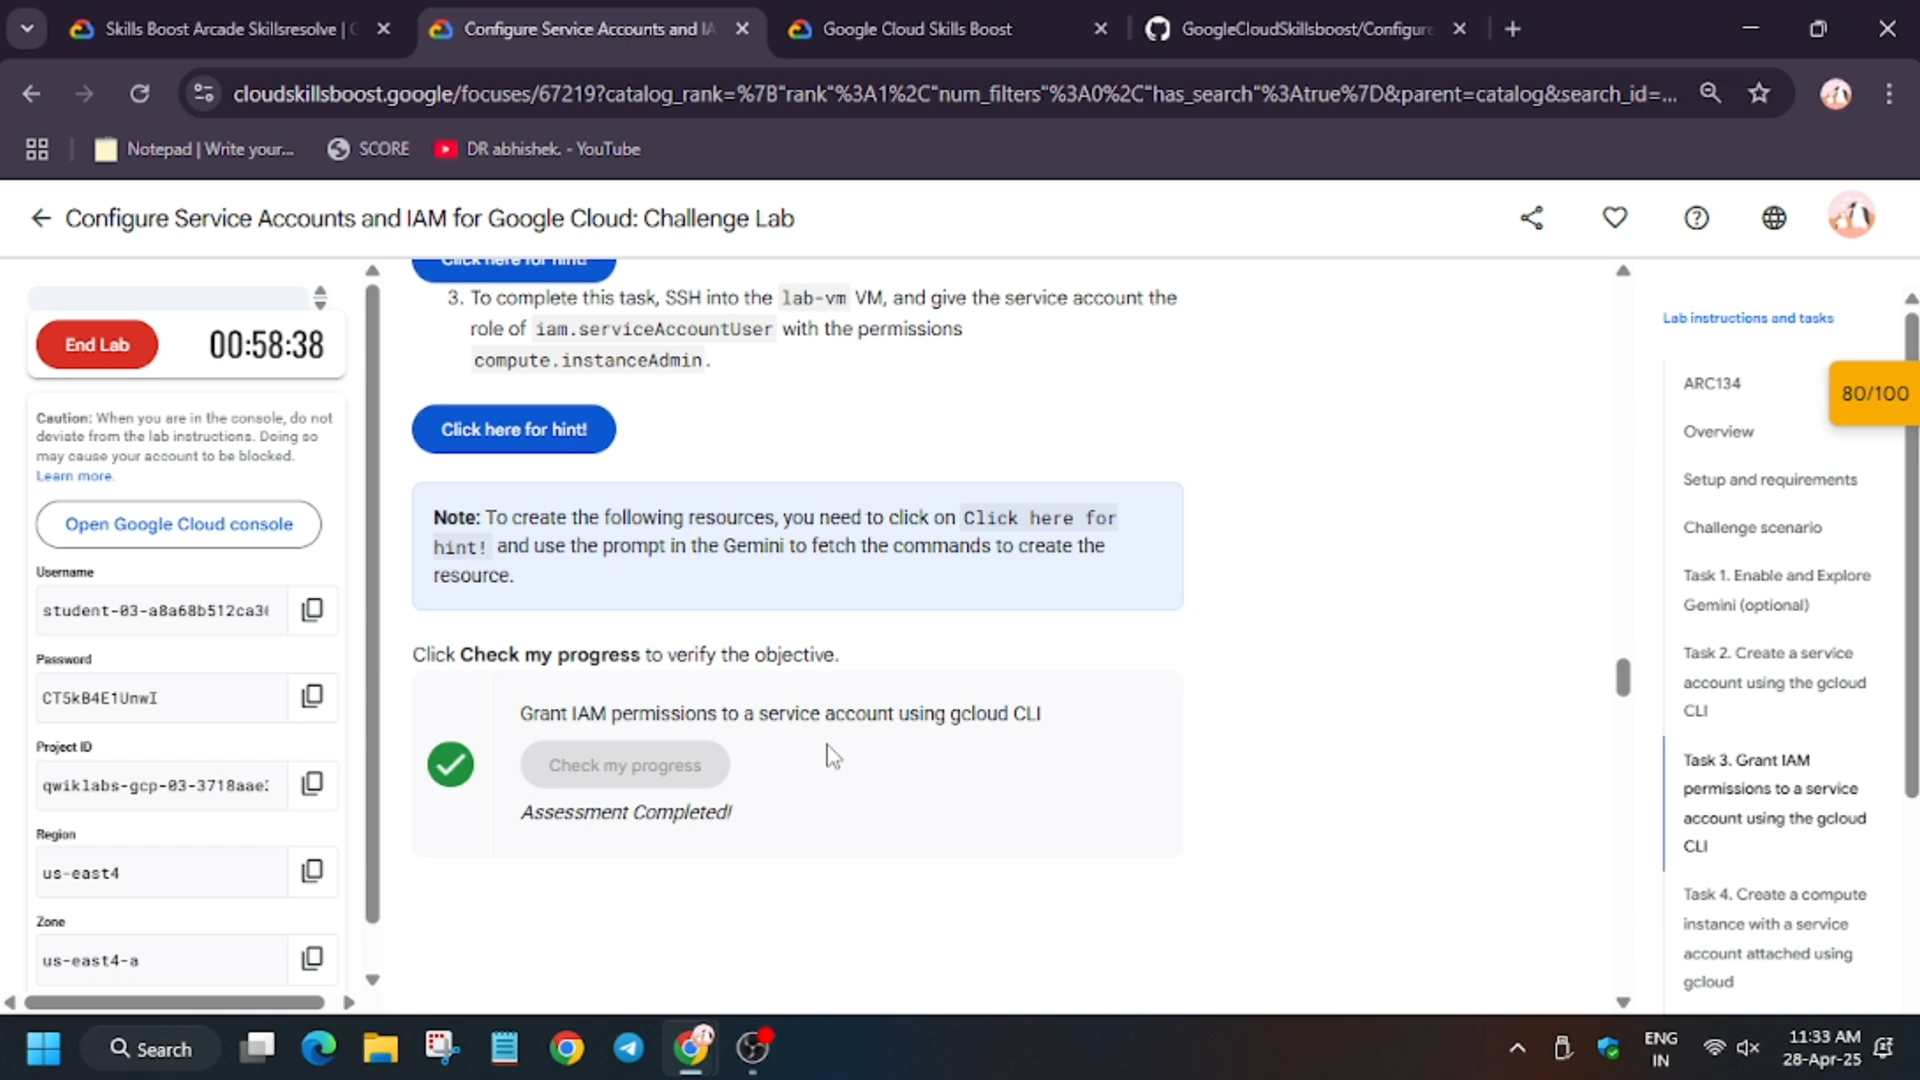 Skills Boost Arcade Skillsresolve |
Configure Service Accounts and IA
Google Cloud Skills Boost
GoogleCloudSkillsboost/Configure
cloudskillsboost.google/focuses/67219?catalog_rank=%7B"rank"%3A1%2C"num_filters"%3A0%2C"has_search"%3Atrue%7D&parent=catalog&search_id=...
Notepad | Write your...
SCORE
DR abhishek. - YouTube
Configure Service Accounts and IAM for Google Cloud: Challenge Lab
End Lab
00:58:38
Caution: When you are in the console, do not
deviate from the lab instructions. Doing so
may cause your account to be blocked.
Learn more.
Open Google Cloud console
Username
student-03-a8a68b512ca3
Password
CT5kB4E1UnwI
Project ID
qwiklabs-gcp-03-3718aae
Region
us-east4
Zone
us-east4-a
Click here for hint!
3. To complete this task, SSH into the lab-vm VM, and give the service account the
role of iam.serviceAccountUser with the permissions
compute.instanceAdmin.
Click here for hint!
Note: To create the following resources, you need to click on Click here for
hint! and use the prompt in the Gemini to fetch the commands to create the
resource.
Click Check my progress to verify the objective.
Grant IAM permissions to a service account using gcloud CLI
Check my progress
Assessment Completed!
Lab instructions and tasks
ARC134
80/100
Overview
Setup and requirements
Challenge scenario
Task 1. Enable and Explore
Gemini (optional)
Task 2. Create a service
account using the gcloud
CLI
Task 3. Grant IAM
permissions to a service
account using the gcloud
CLI
Task 4. Create a compute
instance with a service
account attached using
gcloud
Search
ENG
IN
11:33 AM
28-Apr-25